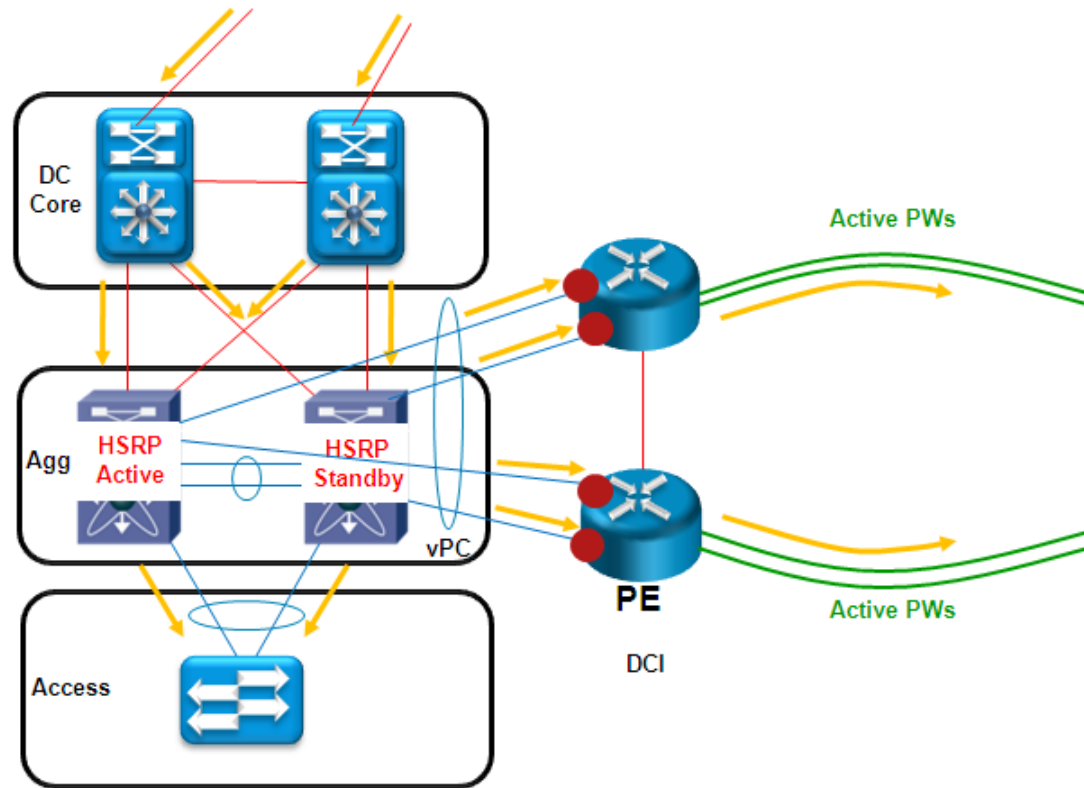 DC
Core
Active PWs
Agg
HSRP
Active
HSRP
Standby
vPC
PE
Active PWs
DCI
Access